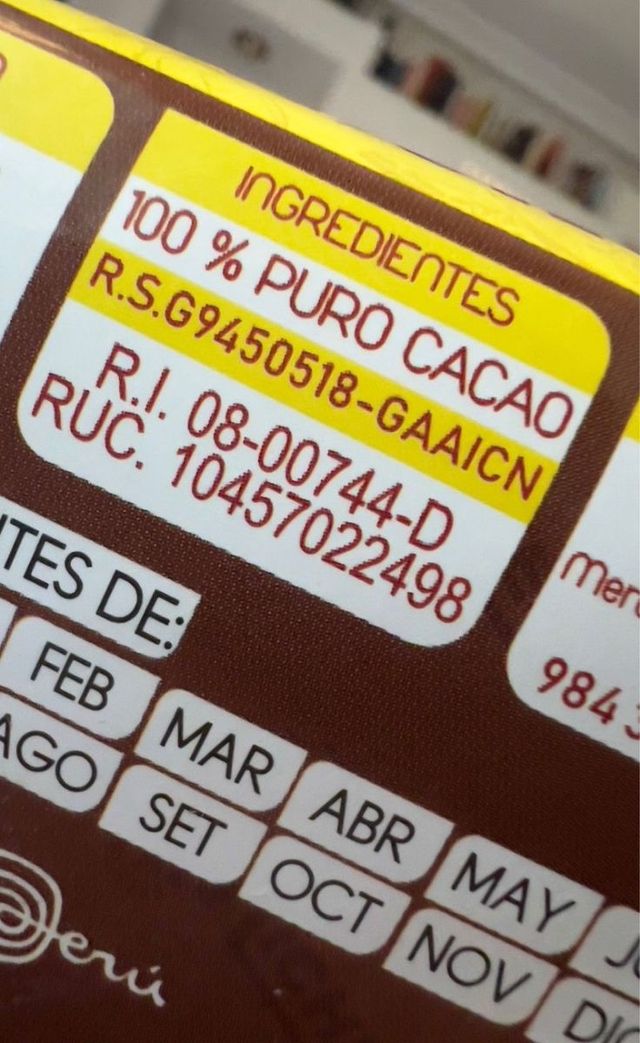 INGREDIENTES
100 % PURO CACAO
R.S.G9450518-GAAICN
R.I. 08-00744-D
RUC. 10457022498
DE:
FEB MAR ABR MAY
AGO SET OCT NOV
984
Perú